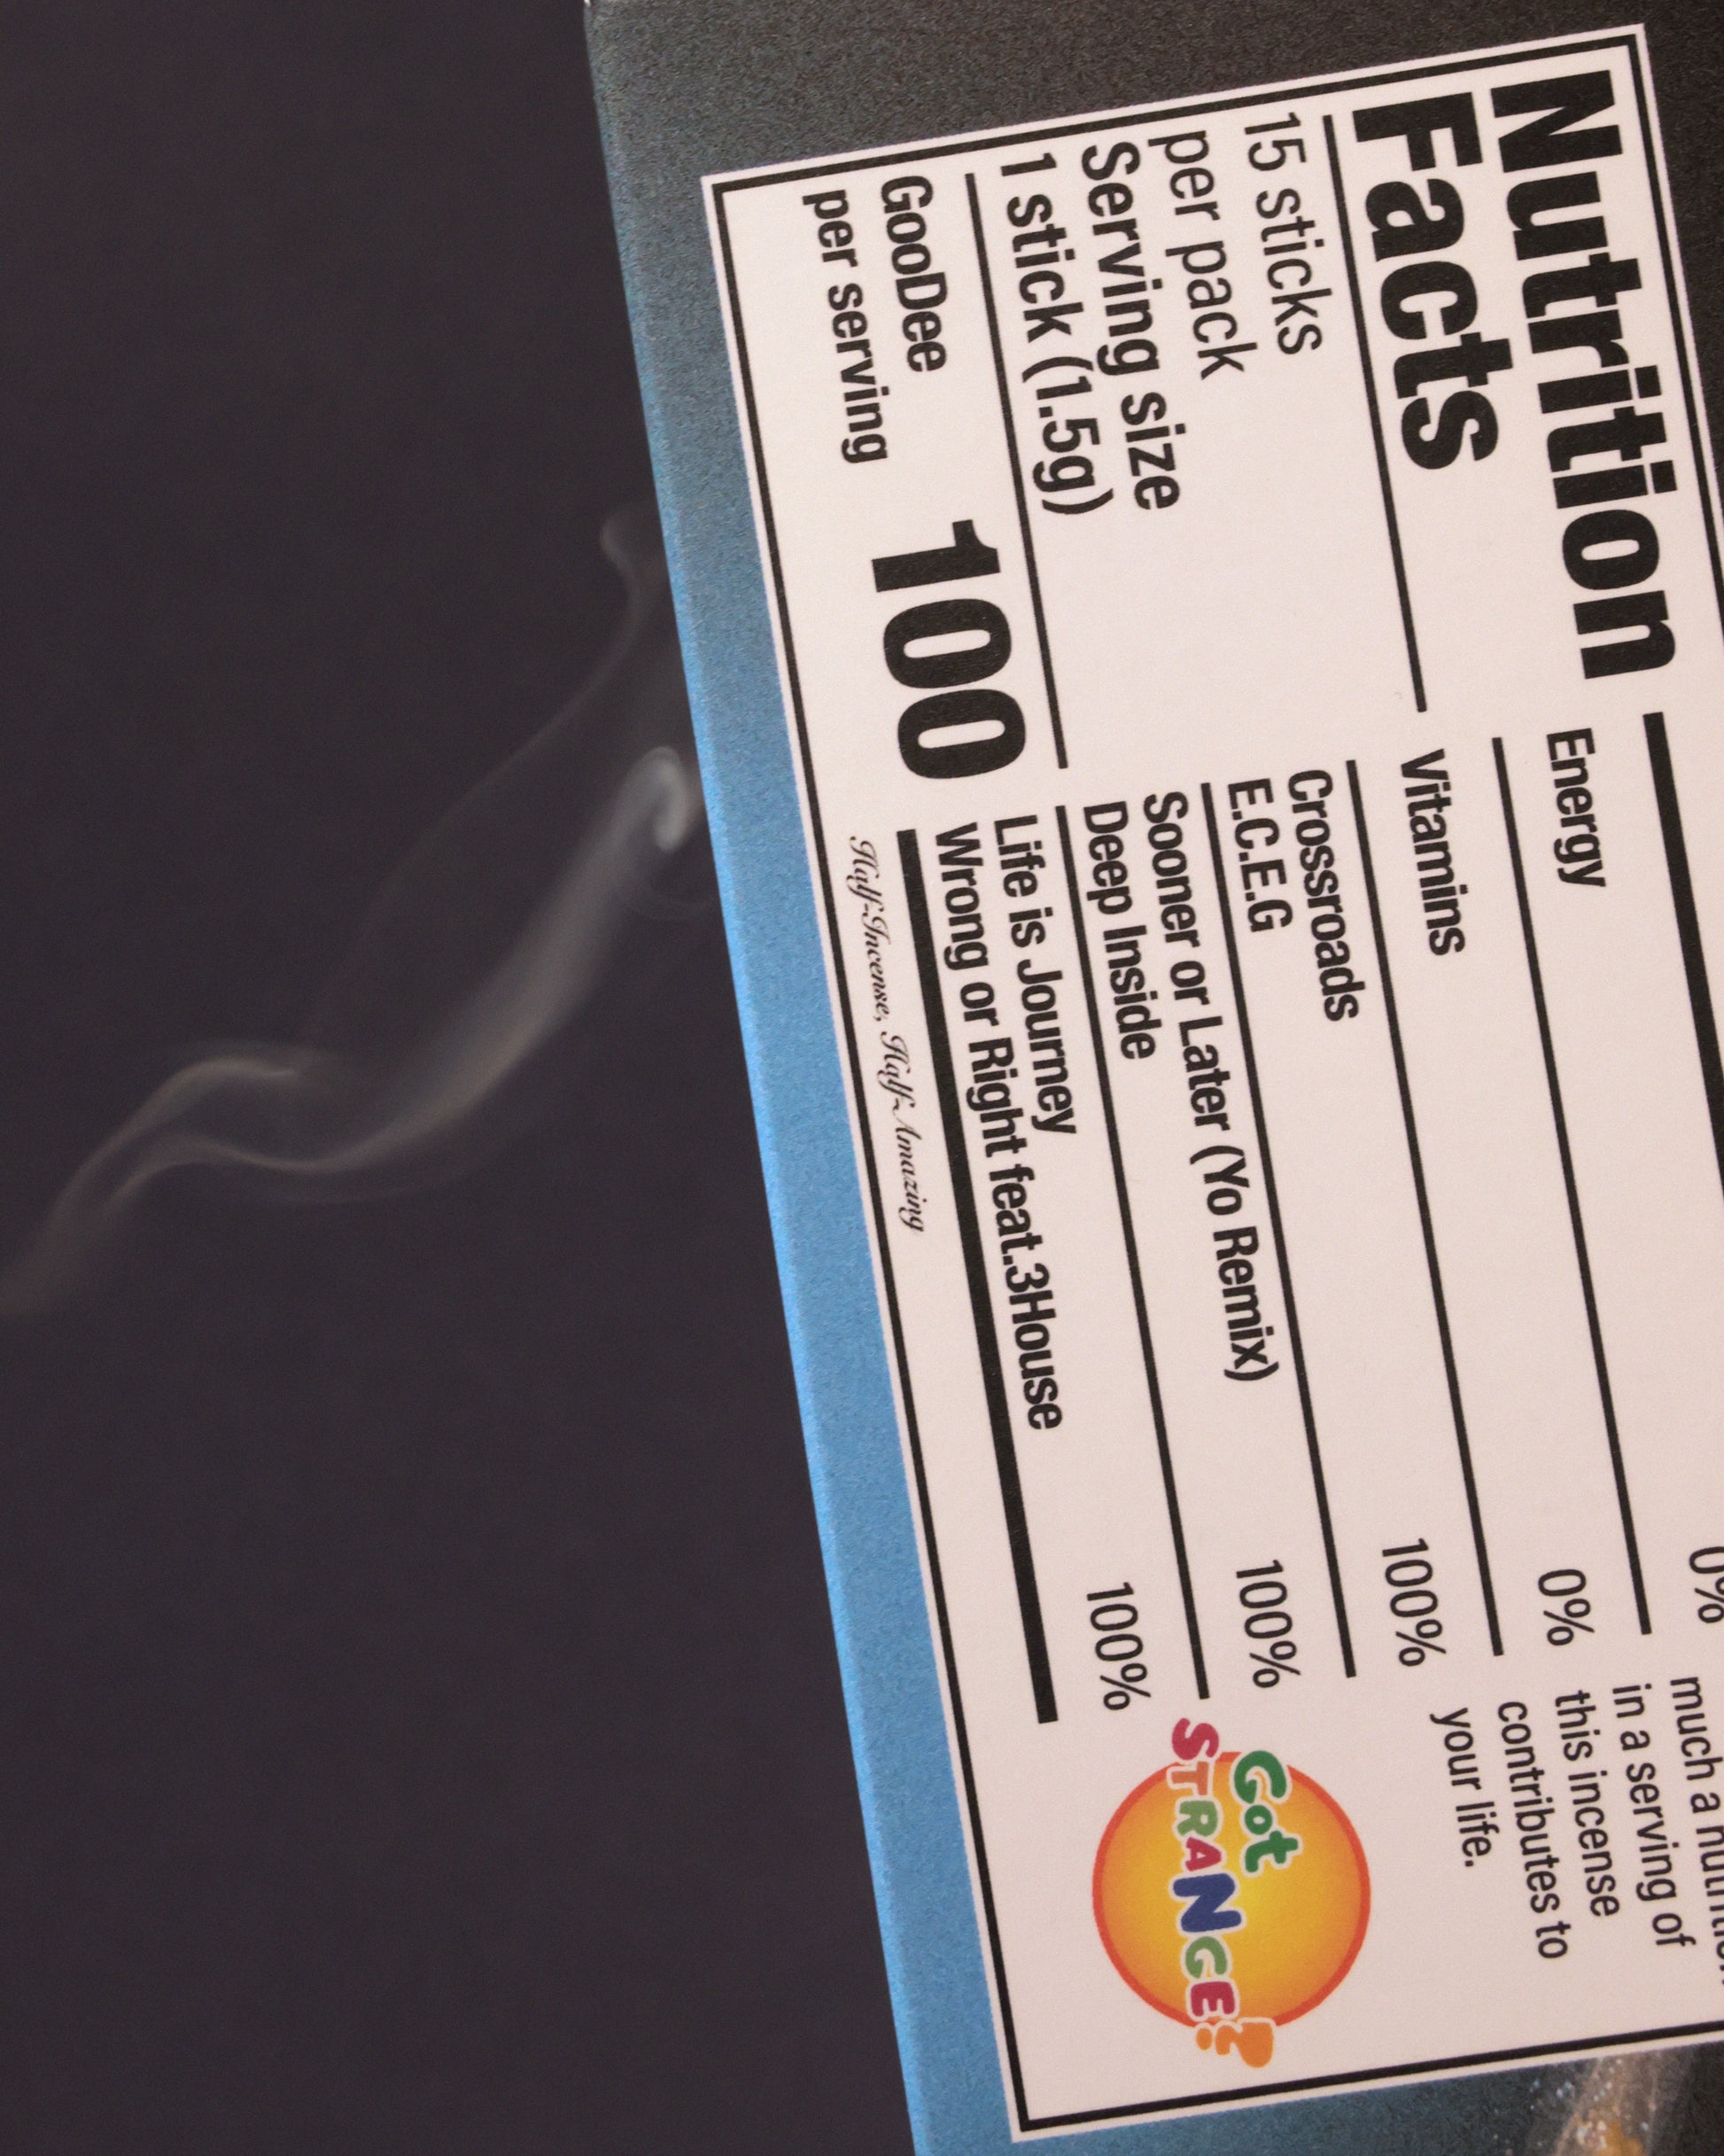 Nutrition
Facts
15 sticks
per pack
Serving size
1 stick (1.5g)
GooDee
per serving
100
0%
Energy 0%
Vitamins 100%
Crossroads
E.C.E.G 100%
Sooner or Later (Yo Remix)
Deep Inside 100%
Life is Journey
Wrong or Right feat.3House
Half-Incense, Half-Amazing
much a
in a serving of
this incense
contributes to
your life.
Got
STRANGE?